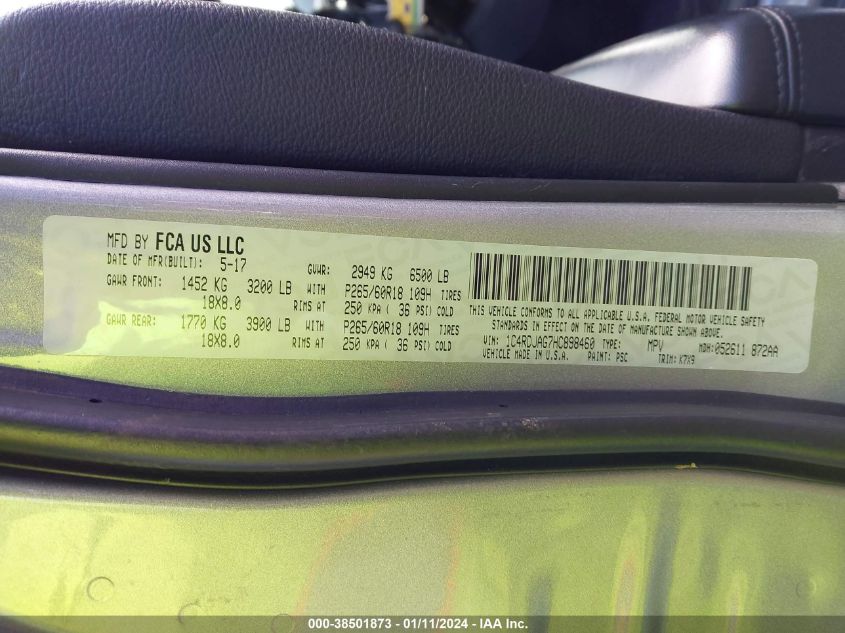 MFD BY FCA US LLC
DATE OF MFR(BUILT): 5-17 GVWR: 2949 KG 6500 LB
GAWR FRONT: 1452 KG 3200 LB WITH P265/60R18 109H TIRES
18X8.0 RIMS AT 250 KPA ( 36 PSI) COLD
GAWR REAR: 1770 KG 3900 LB WITH P265/60R18 109H TIRES
18X8.0 RIMS AT 250 KPA ( 36 PSI) COLD
THIS VEHICLE CONFORMS TO ALL APPLICABLE U.S.A. FEDERAL MOTOR VEHICLE SAFETY
STANDARDS IN EFFECT ON THE DATE OF MANUFACTURE SHOWN ABOVE.
VIN: 1C4RDJAG7HC898460 TYPE: MPV MDH: 052611 872AA
VEHICLE MADE IN U.S.A. PAINT: PSC TRIM: K7X9
000-38501873 - 01/11/2024 - IAA Inc.